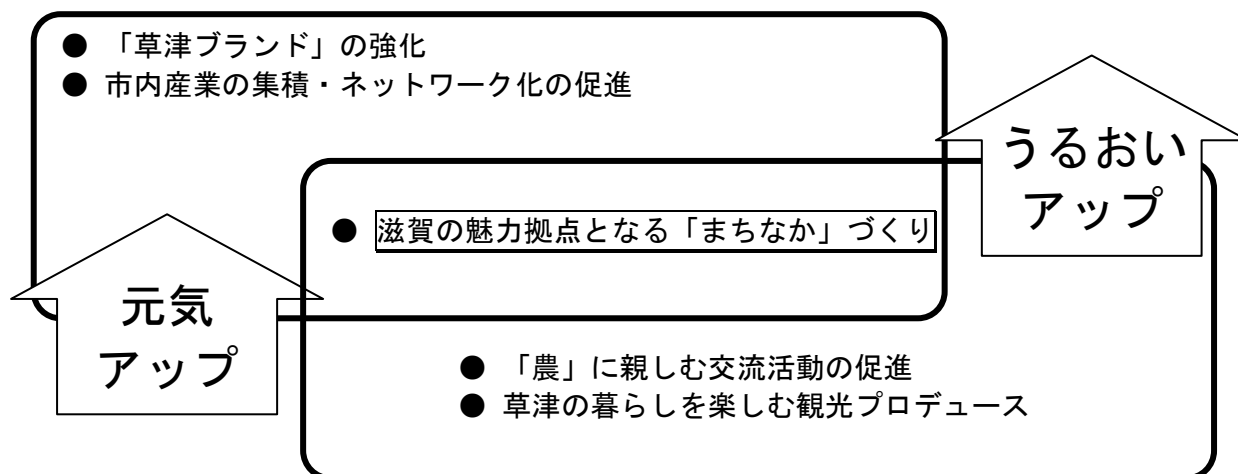 ● 「草津ブランド」の強化
● 市内産業の集積・ネットワーク化の促進
うるおい
アップ
● 滋賀の魅力拠点となる「まちなか」づくり
元気
アップ
● 「農」に親しむ交流活動の促進
● 草津の暮らしを楽しむ観光プロデュース